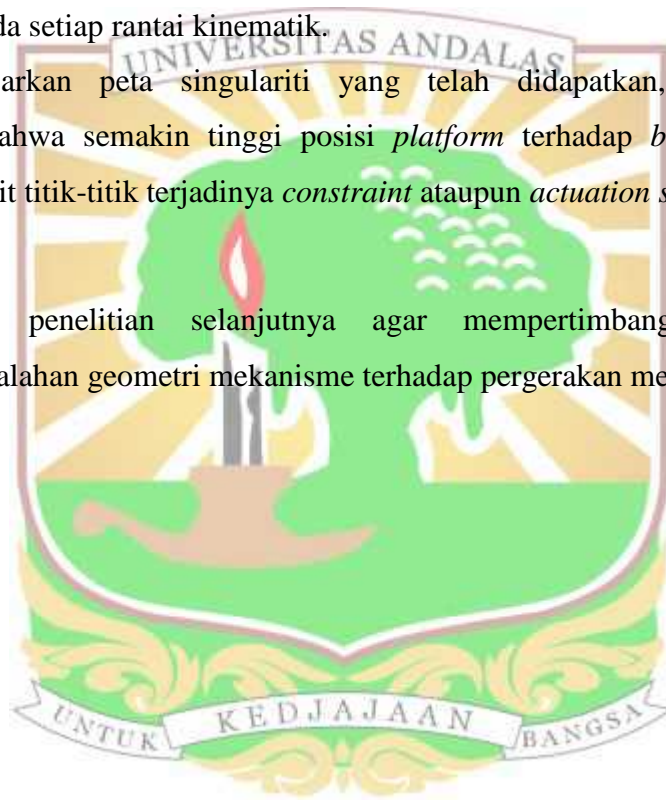 da setiap rantai kinematik.
UNIVERSITAS ANDALAS
arkan peta singulariti yang telah didapatkan,
ahwa semakin tinggi posisi platform terhadap b
it titik-titik terjadinya constraint ataupun actuation s
penelitian selanjutnya agar mempertimbang
alahan geometri mekanisme terhadap pergerakan me
UNTUK KEDJAJAAN BANGSA